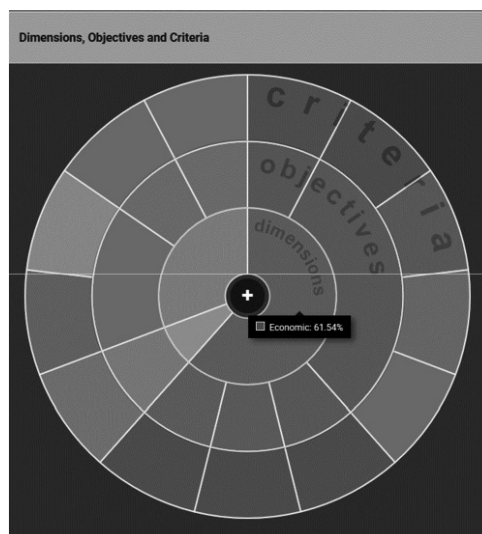 Dimensions, Objectives and Criteria
criteria
objectives
dimensions
+
Economic: 61.54%